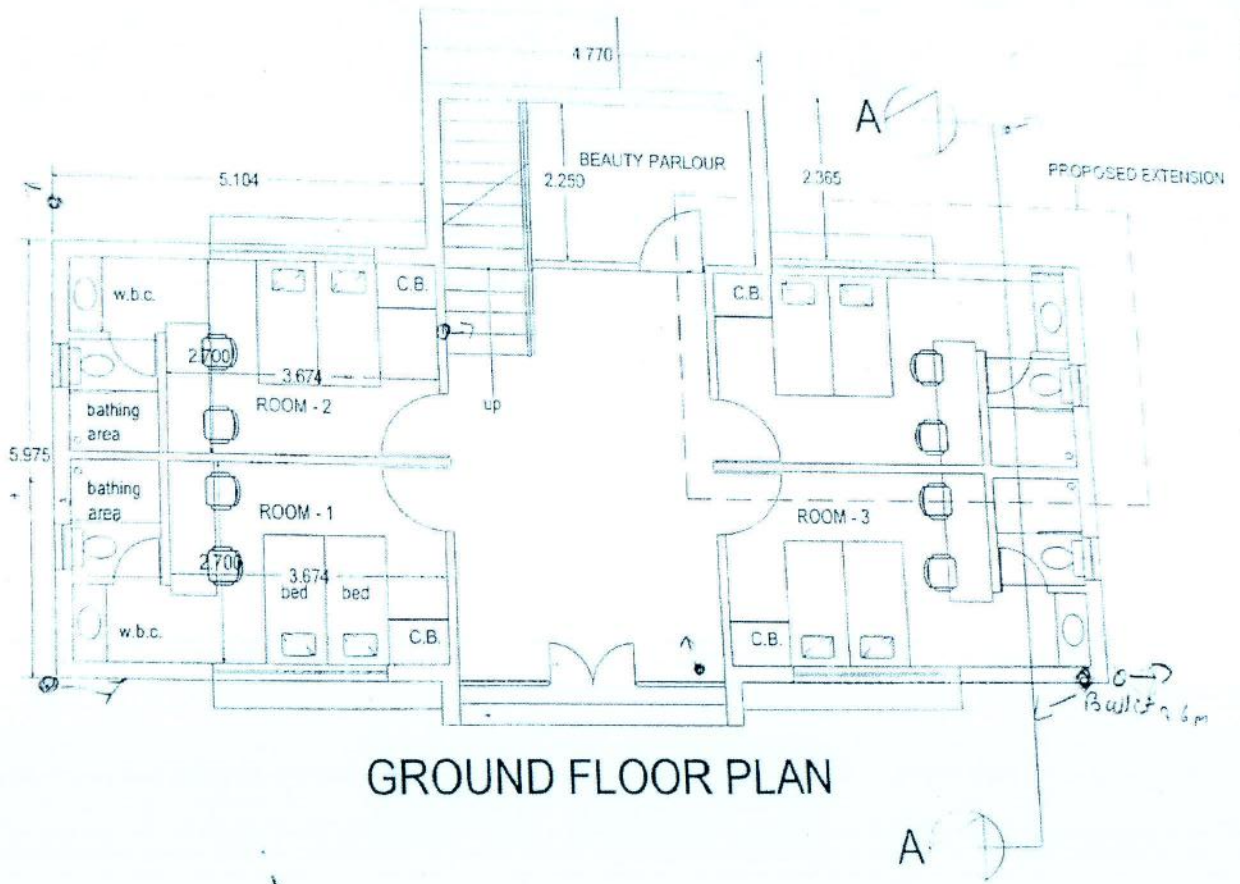 4.770
A
BEAUTY PARLOUR
5.104
2.250
2.365
PROPOSED EXTENSION
w.b.c.
C.B.
C.B.
2.700
3.674
ROOM - 2
up
bathing
area
5.975
bathing
area
ROOM - 1
ROOM - 3
2.700
3.674
bed
bed
w.b.c.
C.B.
C.B.
GROUND FLOOR PLAN
A